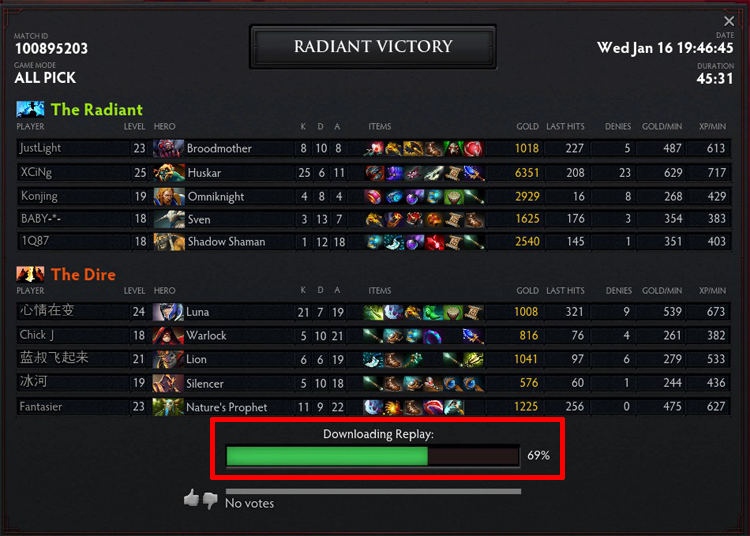 MATCH ID
100895203
GAME MODE
ALL PICK
RADIANT VICTORY
DATE
Wed Jan 16 19:46:45
DURATION
45:31
The Radiant
PLAYER LEVEL HERO K D A ITEMS GOLD LAST HITS DENIES GOLD/MIN XP/MIN
JustLight 23 Broodmother 8 10 8 1018 227 5 487 613
XCiNg 25 Huskar 25 6 11 6351 208 23 629 717
Konjing 19 Omniknight 4 8 4 2929 16 8 268 429
BABY-°- 18 Sven 3 13 7 1625 176 3 354 383
1Q87 18 Shadow Shaman 1 12 18 2540 145 1 351 403
The Dire
PLAYER LEVEL HERO K D A ITEMS GOLD LAST HITS DENIES GOLD/MIN XP/MIN
心情在变 24 Luna 21 7 19 1008 321 9 539 673
Chick J 18 Warlock 5 10 21 816 76 4 261 382
蓝叔飞起来 21 Lion 6 6 19 1041 97 6 279 533
冰河 19 Silencer 5 10 18 576 60 1 244 436
Fantasier 23 Nature's Prophet 11 9 22 1225 256 0 475 627
Downloading Replay:
69%
No votes